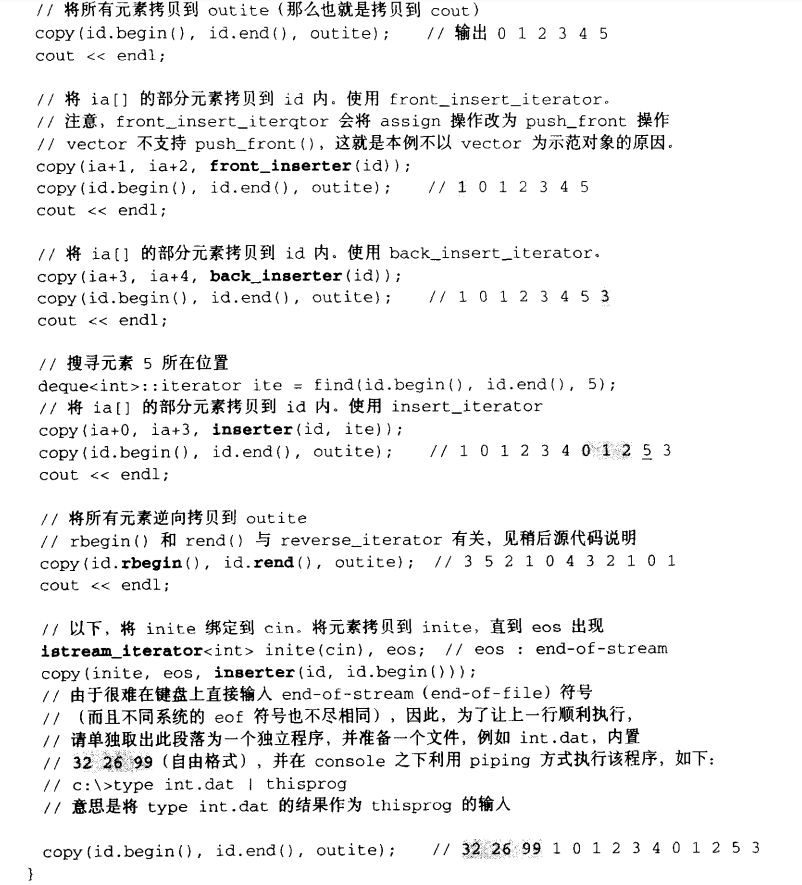 // 将所有元素拷贝到 outite（那么也就是拷贝到 cout）
copy(id.begin(), id.end(), outite);    // 输出 0 1 2 3 4 5
cout << endl;
// 将 ia[] 的部分元素拷贝到 id 内。使用 front_insert_iterator。
// 注意，front_insert_iterqtor 会将 assign 操作改为 push_front 操作
// vector 不支持 push_front()，这就是本例不以 vector 为示范对象的原因。
copy(ia+1, ia+2, front_inserter(id));
copy(id.begin(), id.end(), outite);    // 1 0 1 2 3 4 5
cout << endl;
// 将 ia[] 的部分元素拷贝到 id 内。使用 back_insert_iterator。
copy(ia+3, ia+4, back_inserter(id));
copy(id.begin(), id.end(), outite);    // 1 0 1 2 3 4 5 3
cout << endl;
// 搜寻元素 5 所在位置
deque<int>::iterator ite = find(id.begin(), id.end(), 5);
// 将 ia[] 的部分元素拷贝到 id 内。使用 insert_iterator
copy(ia+0, ia+3, inserter(id, ite));
copy(id.begin(), id.end(), outite);    // 1 0 1 2 3 4 0 1 2 5 3
cout << endl;
// 将所有元素逆向拷贝到 outite
// rbegin() 和 rend() 与 reverse_iterator 有关，见稍后源代码说明
copy(id.rbegin(), id.rend(), outite);  // 3 5 2 1 0 4 3 2 1 0 1
cout << endl;
// 以下，将 inite 绑定到 cin。将元素拷贝到 inite，直到 eos 出现
istream_iterator<int> inite(cin), eos;  // eos : end-of-stream
copy(inite, eos, inserter(id, id.begin()));
// 由于很难在键盘上直接输入 end-of-stream（end-of-file）符号
// （而且不同系统的 eof 符号也不尽相同），因此，为了让上一行顺利执行，
// 请单独取出此段落为一个独立程序，并准备一个文件，例如 int.dat，内置
// 32 26 99（自由格式），并在 console 之下利用 piping 方式执行该程序，如下：
// c:\>type int.dat | thisprog
// 意思是将 type int.dat 的结果作为 thisprog 的输入
copy(id.begin(), id.end(), outite);    // 32 26 99 1 0 1 2 3 4 0 1 2 5 3
}